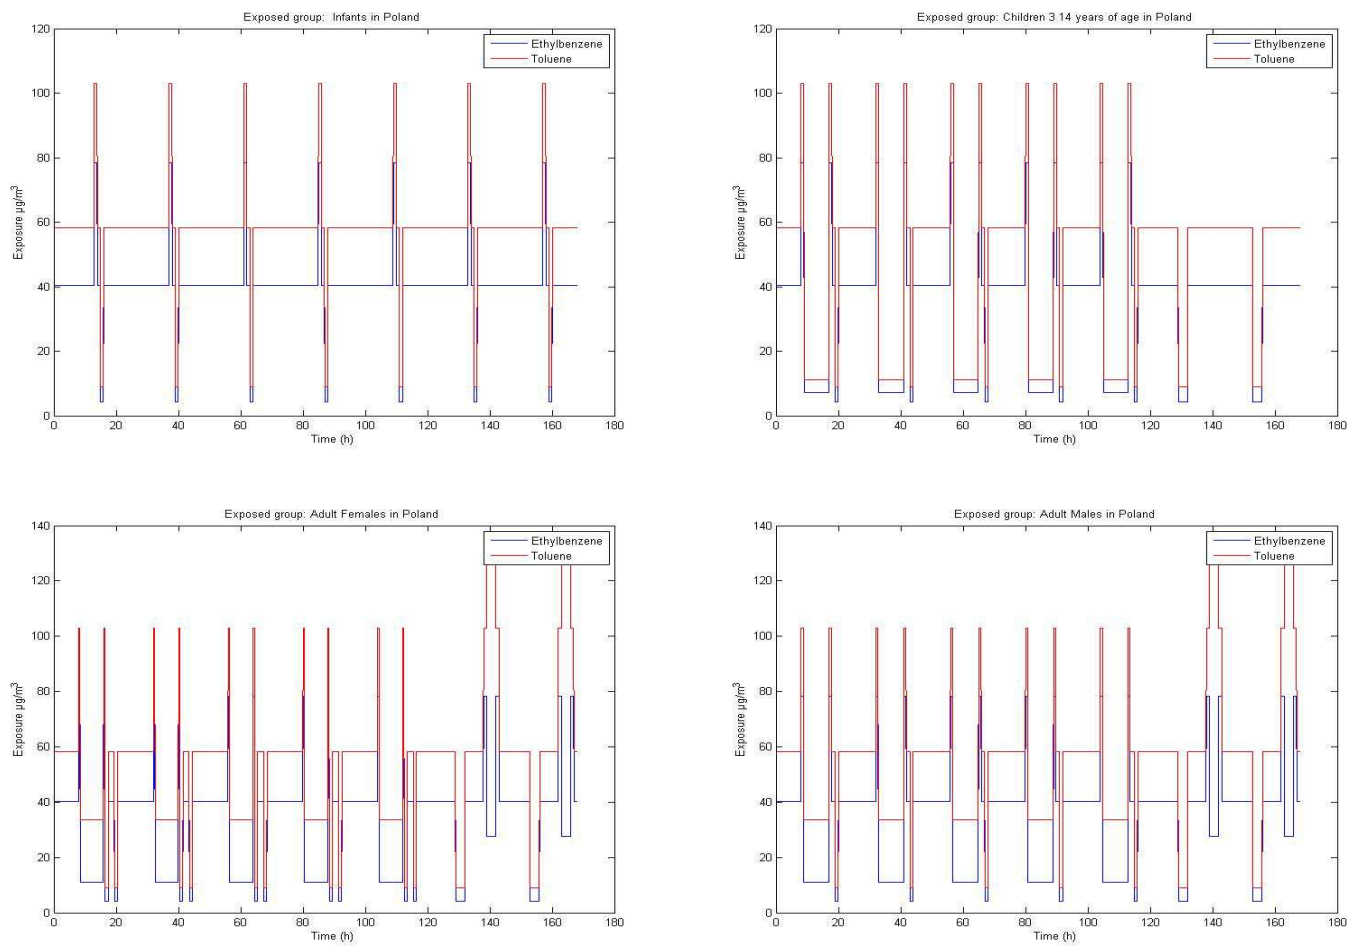 Exposed group: Infants in Poland
120
100
80
60
40
20
0
Exposure µg/m³
Ethylbenzene
Toluene
0 20 40 60 80 100 120 140 160 180
Time (h)
Exposed group: Children 3 14 years of age in Poland
120
100
80
60
40
20
0
Exposure µg/m³
Ethylbenzene
Toluene
0 20 40 60 80 100 120 140 160 180
Time (h)
Exposed group: Adult Females in Poland
140
120
100
80
60
40
20
0
Exposure µg/m³
Ethylbenzene
Toluene
0 20 40 60 80 100 120 140 160 180
Time (h)
Exposed group: Adult Males in Poland
140
120
100
80
60
40
20
0
Exposure µg/m³
Ethylbenzene
Toluene
0 20 40 60 80 100 120 140 160 180
Time (h)